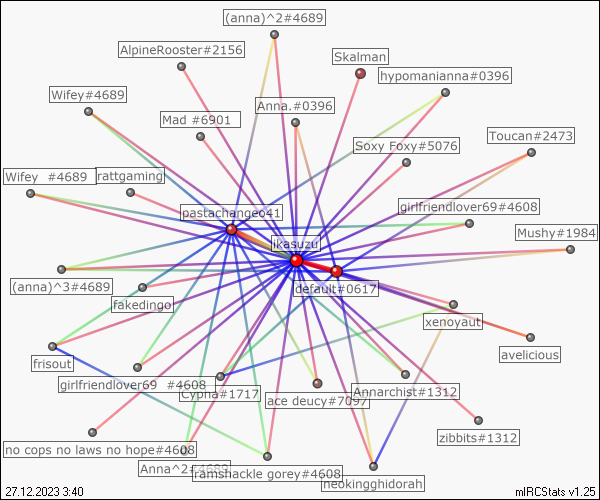 (anna)^2#4689
AlpineRooster#2156
Skalman
hypomanianna#0396
Wifey#4689
Anna.#0396
Mad #6901
Toucan#2473
Soxy Foxy#5076
Wifey #4689
rattgaming
pastachangeo41
girlfriendlover69#4608
ikasuzu
Mushy#1984
(anna)^3#4689
default#0617
fakedingo
xenoyaut
frisout
avelicious
girlfriendlover69 #4608
Cypha#1717
ace deucy#7097
Annarchist#1312
zibbits#1312
no cops no laws no hope#4608
Anna^2#4689
ramshackle gorey#4608
neokingghidorah
27.12.2023 3:40
mIRCStats v1.25